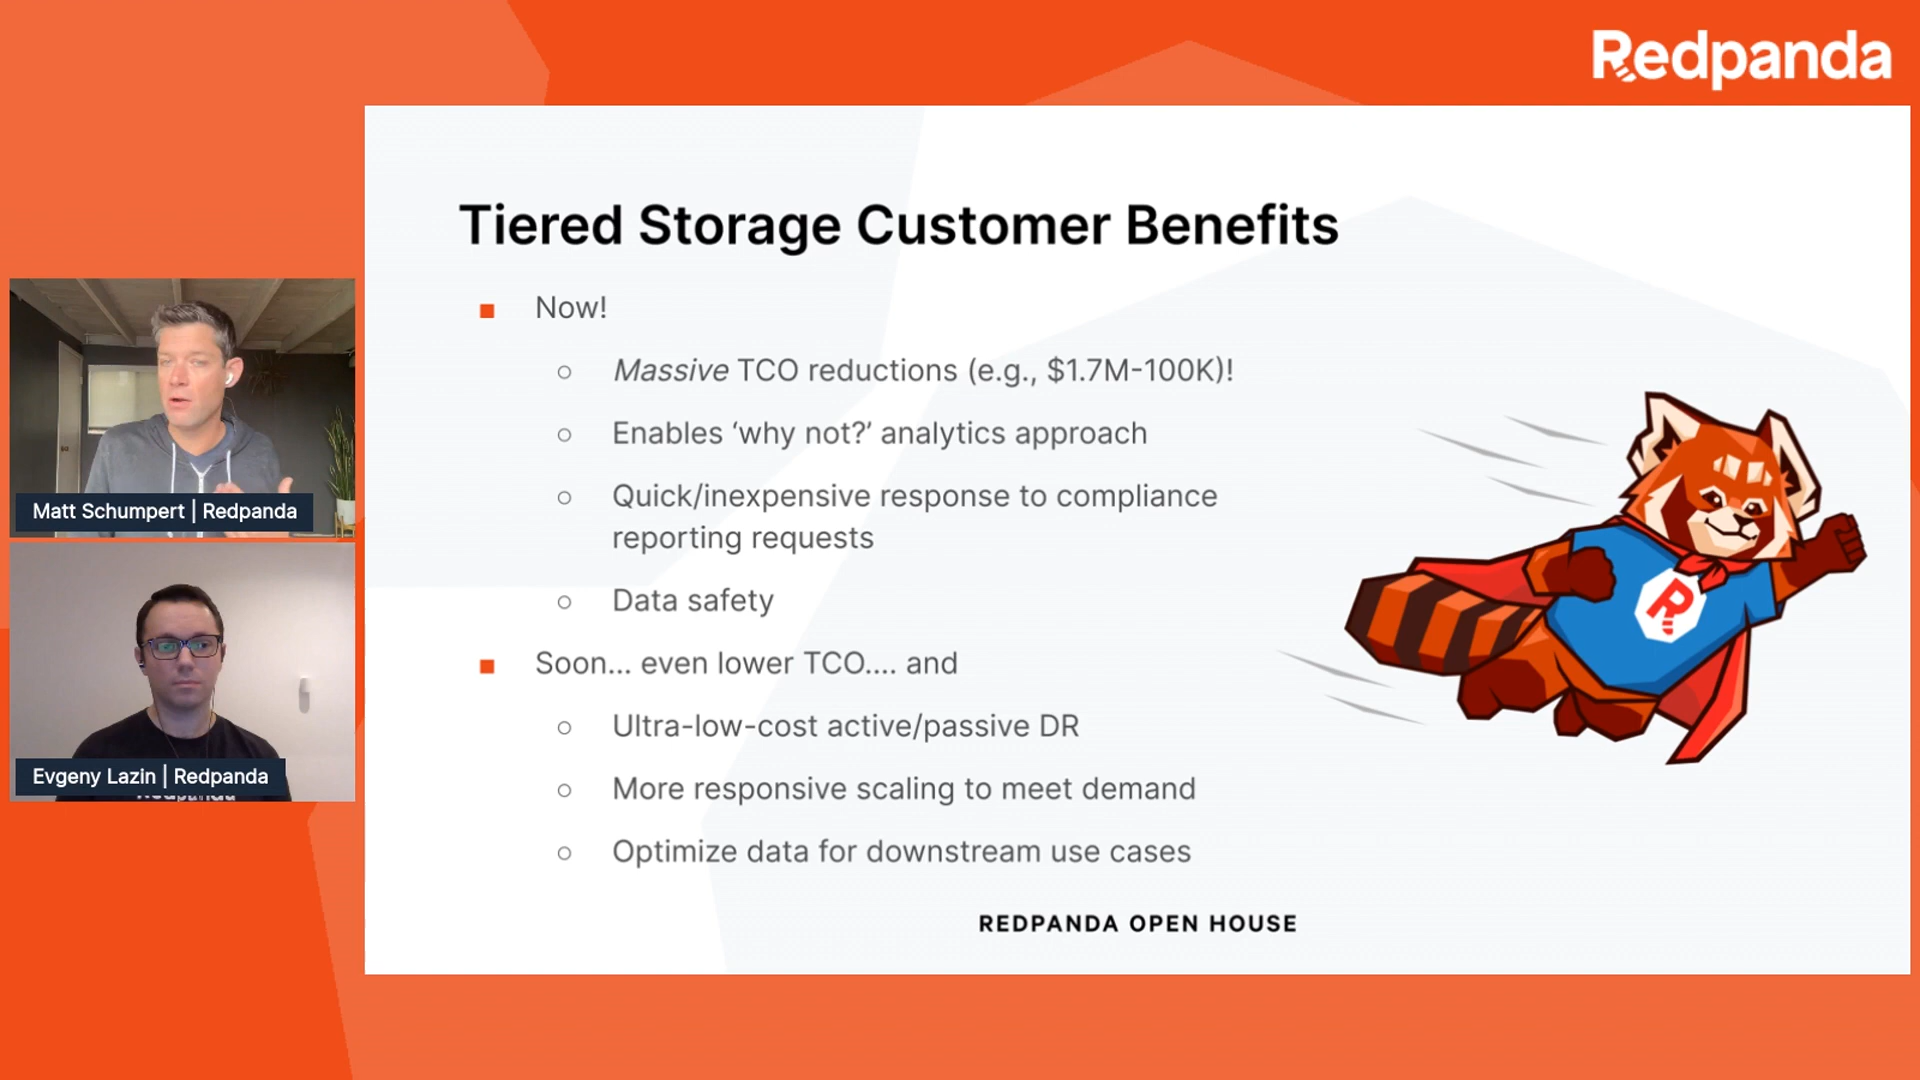 Redpanda
Tiered Storage Customer Benefits
Now!
Massive TCO reductions (e.g., $1.7M-100K)!
Enables ‘why not?’ analytics approach
Quick/inexpensive response to compliance
reporting requests
Data safety
Soon... even lower TCO.... and
Ultra-low-cost active/passive DR
More responsive scaling to meet demand
Optimize data for downstream use cases
REDPANDA OPEN HOUSE
Matt Schumpert | Redpanda
Evgeny Lazin | Redpanda
R